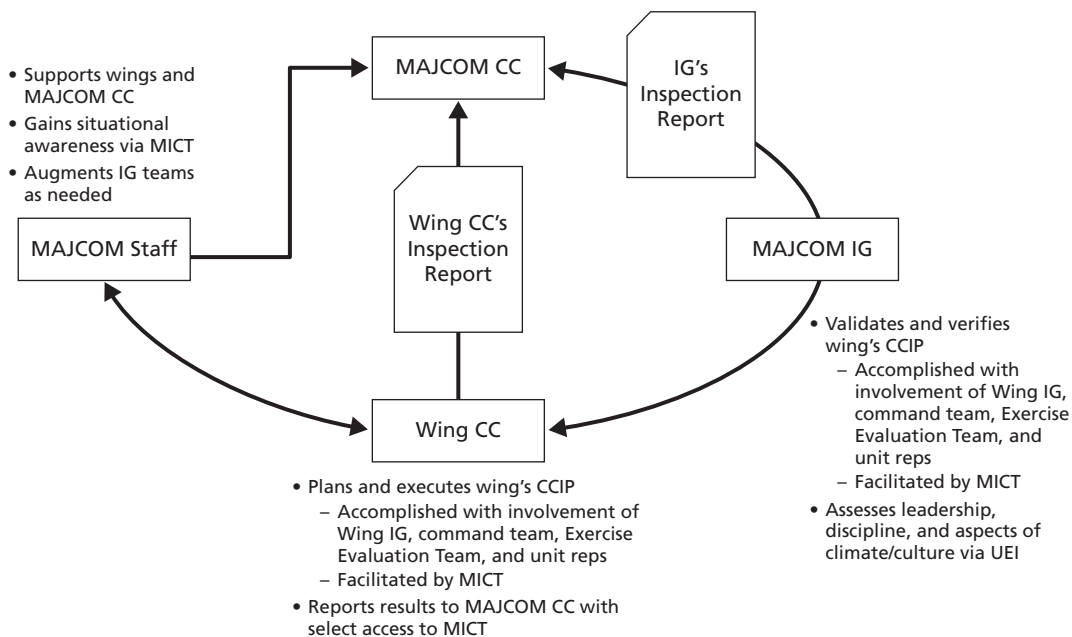 • Supports wings and
MAJCOM CC
• Gains situational
awareness via MICT
• Augments IG teams
as needed
MAJCOM CC
IG's
Inspection
Report
MAJCOM Staff
Wing CC's
Inspection
Report
MAJCOM IG
Wing CC
• Plans and executes wing's CCIP
– Accomplished with involvement of
Wing IG, command team, Exercise
Evaluation Team, and unit reps
– Facilitated by MICT
• Reports results to MAJCOM CC with
select access to MICT
• Validates and verifies
wing's CCIP
– Accomplished with
involvement of Wing IG,
command team, Exercise
Evaluation Team, and
unit reps
– Facilitated by MICT
• Assesses leadership,
discipline, and aspects of
climate/culture via UEI